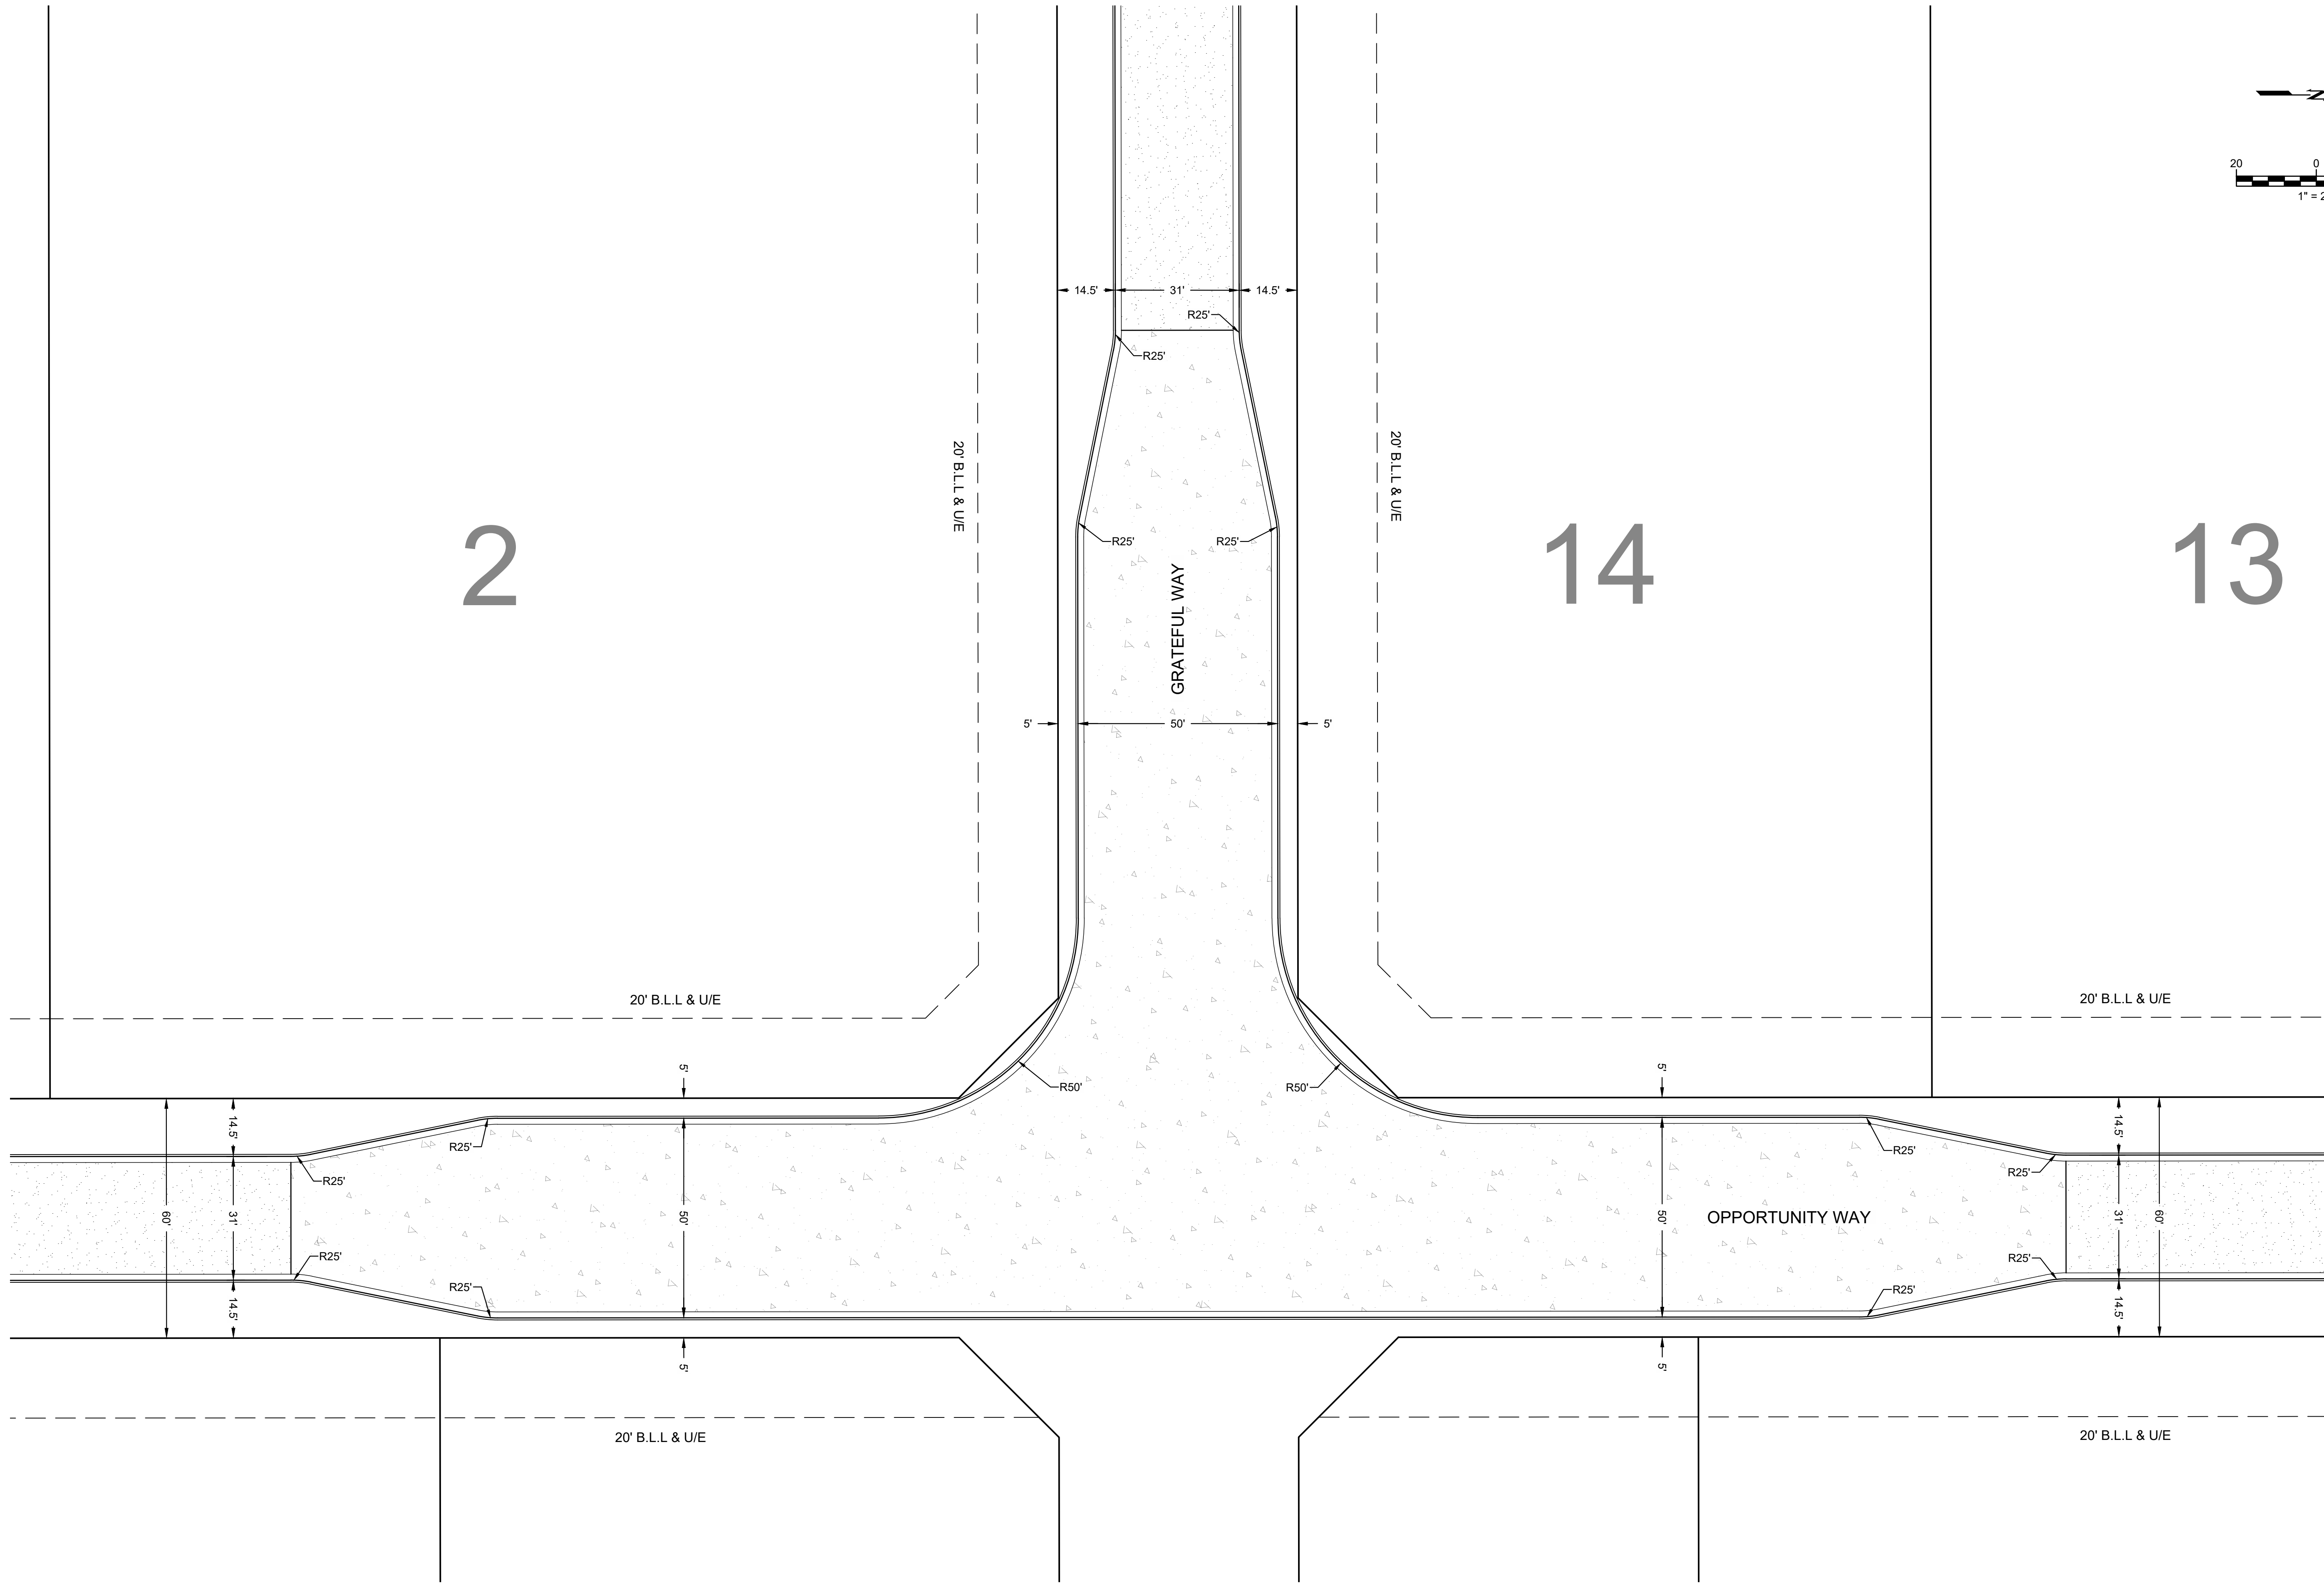 20 0
1" = 2
14.5' 31' 14.5'
R25'
R25'
20' B.L.L & U/E
20' B.L.L & U/E
2
14
13
R25'
R25'
GRATEFUL WAY
5' 50' 5'
20' B.L.L & U/E
20' B.L.L & U/E
5'
5'
R50'
R50'
14.5'
14.5'
R25'
R25'
R25'
R25'
60'
31'
50'
50'
OPPORTUNITY WAY
31'
60'
R25'
R25'
R25'
R25'
14.5'
14.5'
5'
5'
20' B.L.L & U/E
20' B.L.L & U/E